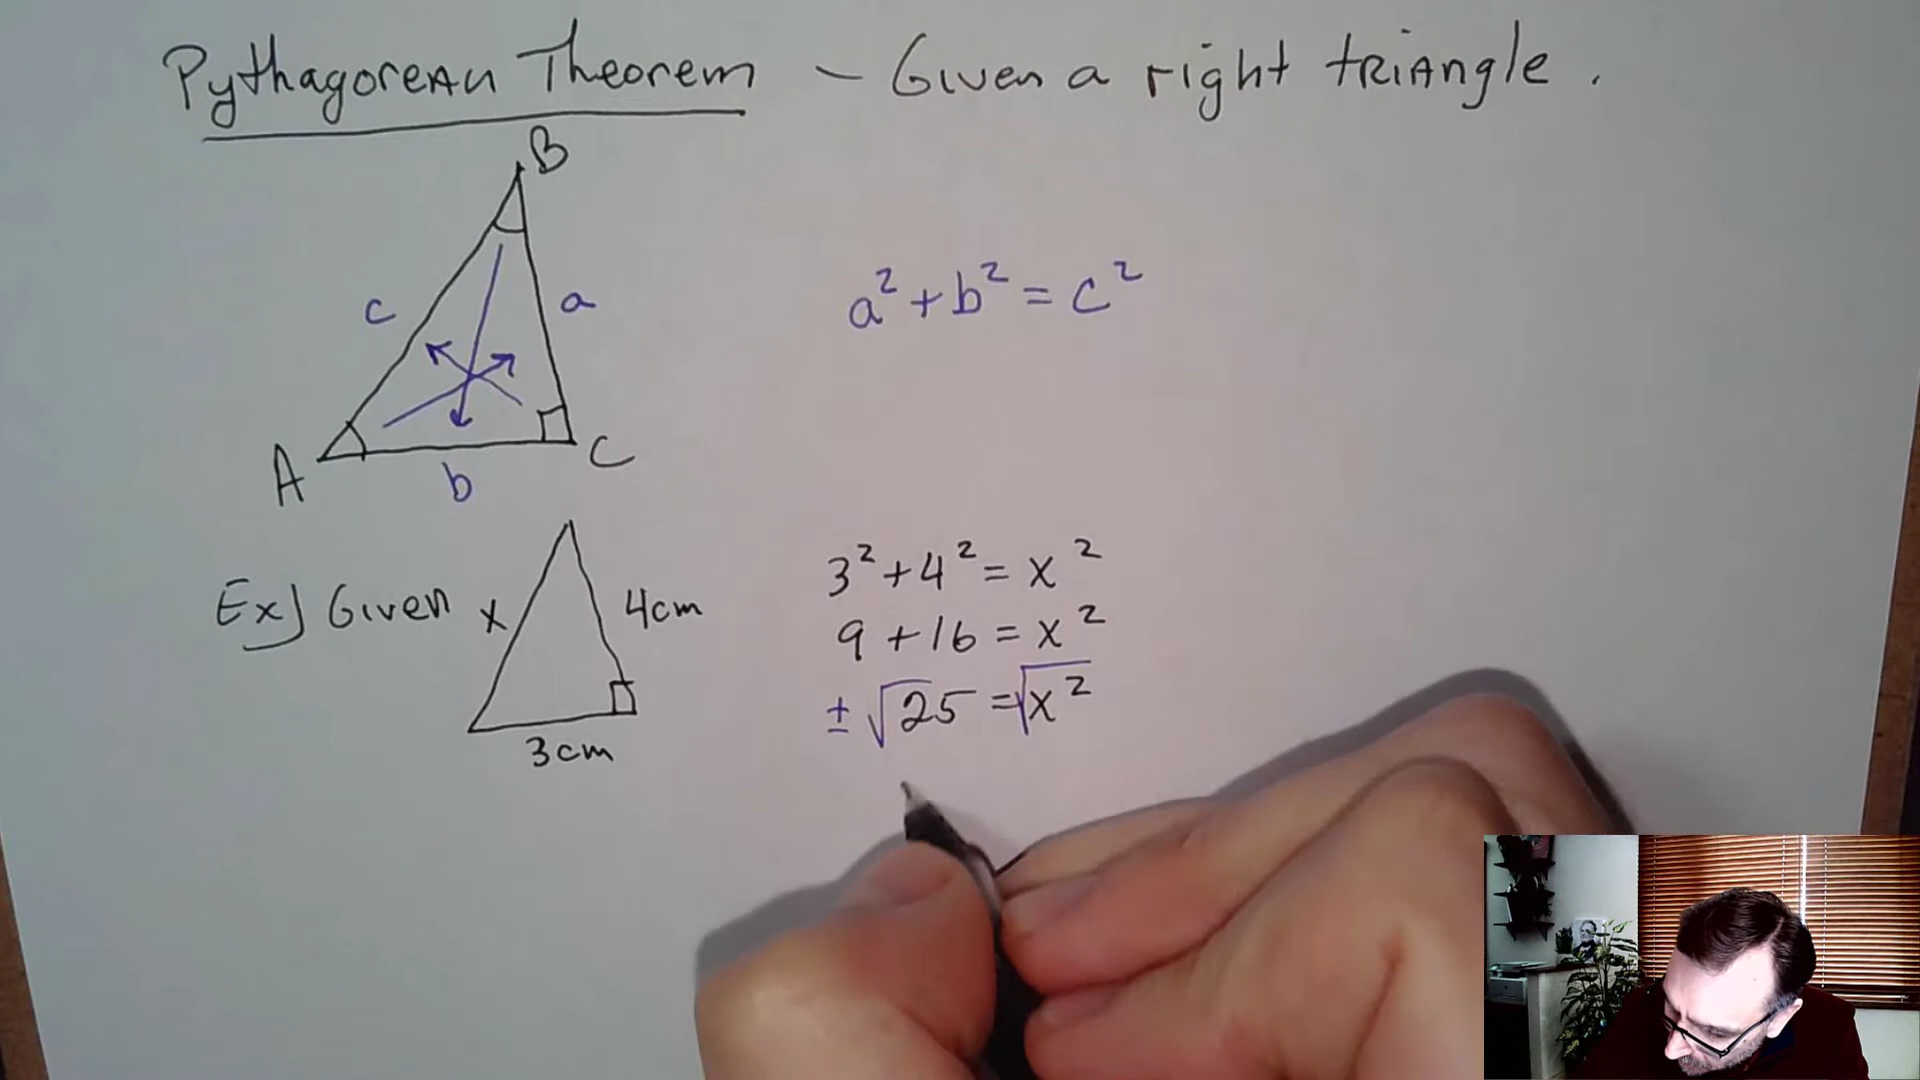 Pythagorean Theorem – Given a right triangle.
B
c
a
a² + b² = c²
A
b
C
Ex) Given
x
4cm
3cm
3² + 4² = x²
9 + 16 = x²
± √25 = √x²